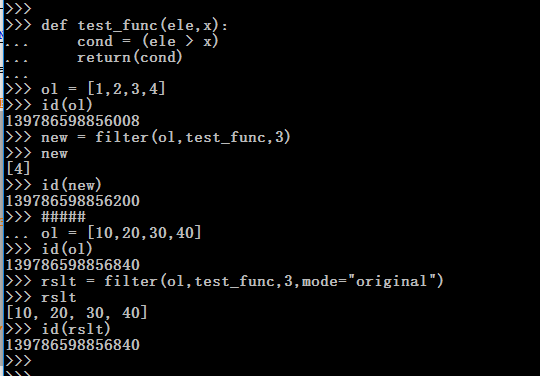 >>>
>>> def test_func(ele,x):
...     cond = (ele > x)
...     return(cond)
...
>>> ol = [1,2,3,4]
>>> id(ol)
139786598856008
>>> new = filter(ol,test_func,3)
>>> new
[4]
>>> id(new)
139786598856200
>>> #####
... ol = [10,20,30,40]
>>> id(ol)
139786598856840
>>> rslt = filter(ol,test_func,3,mode="original")
>>> rslt
[10, 20, 30, 40]
>>> id(rslt)
139786598856840
>>>
>>>